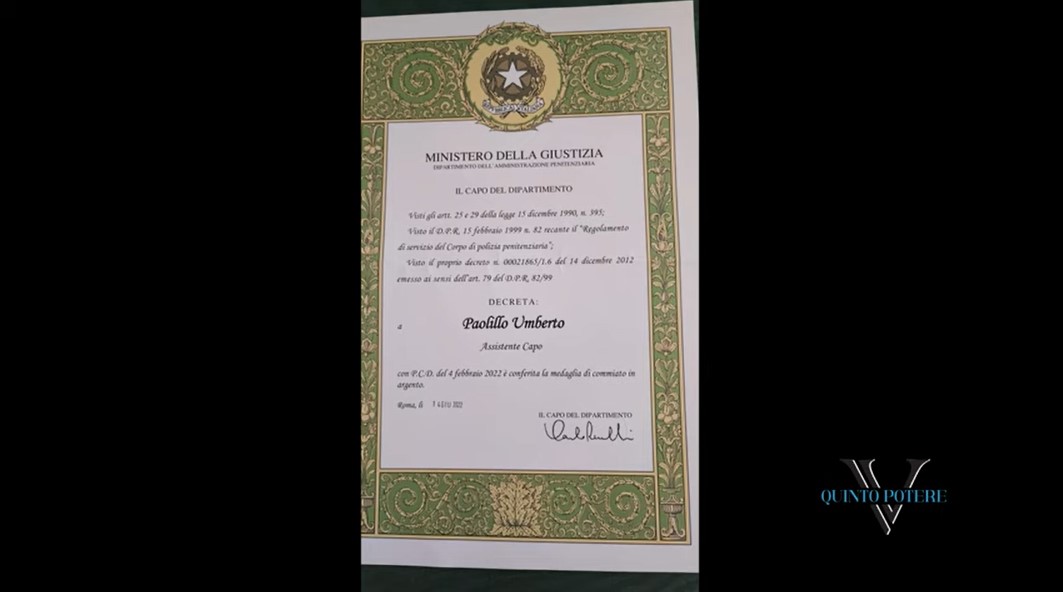 REPVBBLICA ITALIANA
MINISTERO DELLA GIUSTIZIA
DIPARTIMENTO DELL'AMMINISTRAZIONE PENITENZIARIA
IL CAPO DEL DIPARTIMENTO
Visti gli artt. 25 e 29 della legge 15 dicembre 1990, n. 395;
Visto il D.P.R. 15 febbraio 1999 n. 82 recante il "Regolamento
di servizio del Corpo di polizia penitenziaria";
Visto il proprio decreto n. 00021865/1.6 del 14 dicembre 2012
emesso ai sensi dell'art. 79 del D.P.R. 82/99
DECRETA:
a Paolillo Umberto
Assistente Capo
con P.C.D. del 4 febbraio 2022 è conferita la medaglia di commiato in
argento.
Roma, lì 2022
IL CAPO DEL DIPARTIMENTO
V
QUINTO POTERE